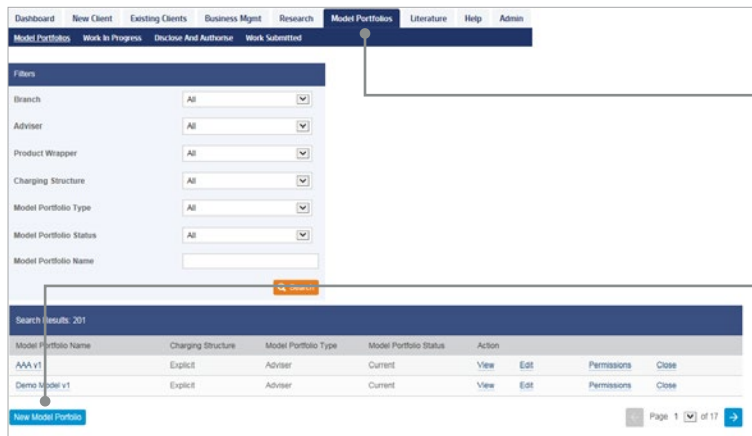 Dashboard New Client Existing Clients Business Mgmt Research Model Portfolios Literature Help Admin
Model Portfolios Work In Progress Disclose And Authorise Work Submitted
Filters
Branch All
Adviser All
Product Wrapper All
Charging Structure All
Model Portfolio Type All
Model Portfolio Status All
Model Portfolio Name
Search
Search Results: 201
Model Portfolio Name Charging Structure Model Portfolio Type Model Portfolio Status Action
AAA v1 Explicit Adviser Current View Edit Permissions Close
Demo Model v1 Explicit Adviser Current View Edit Permissions Close
New Model Portfolio Page 1 of 17